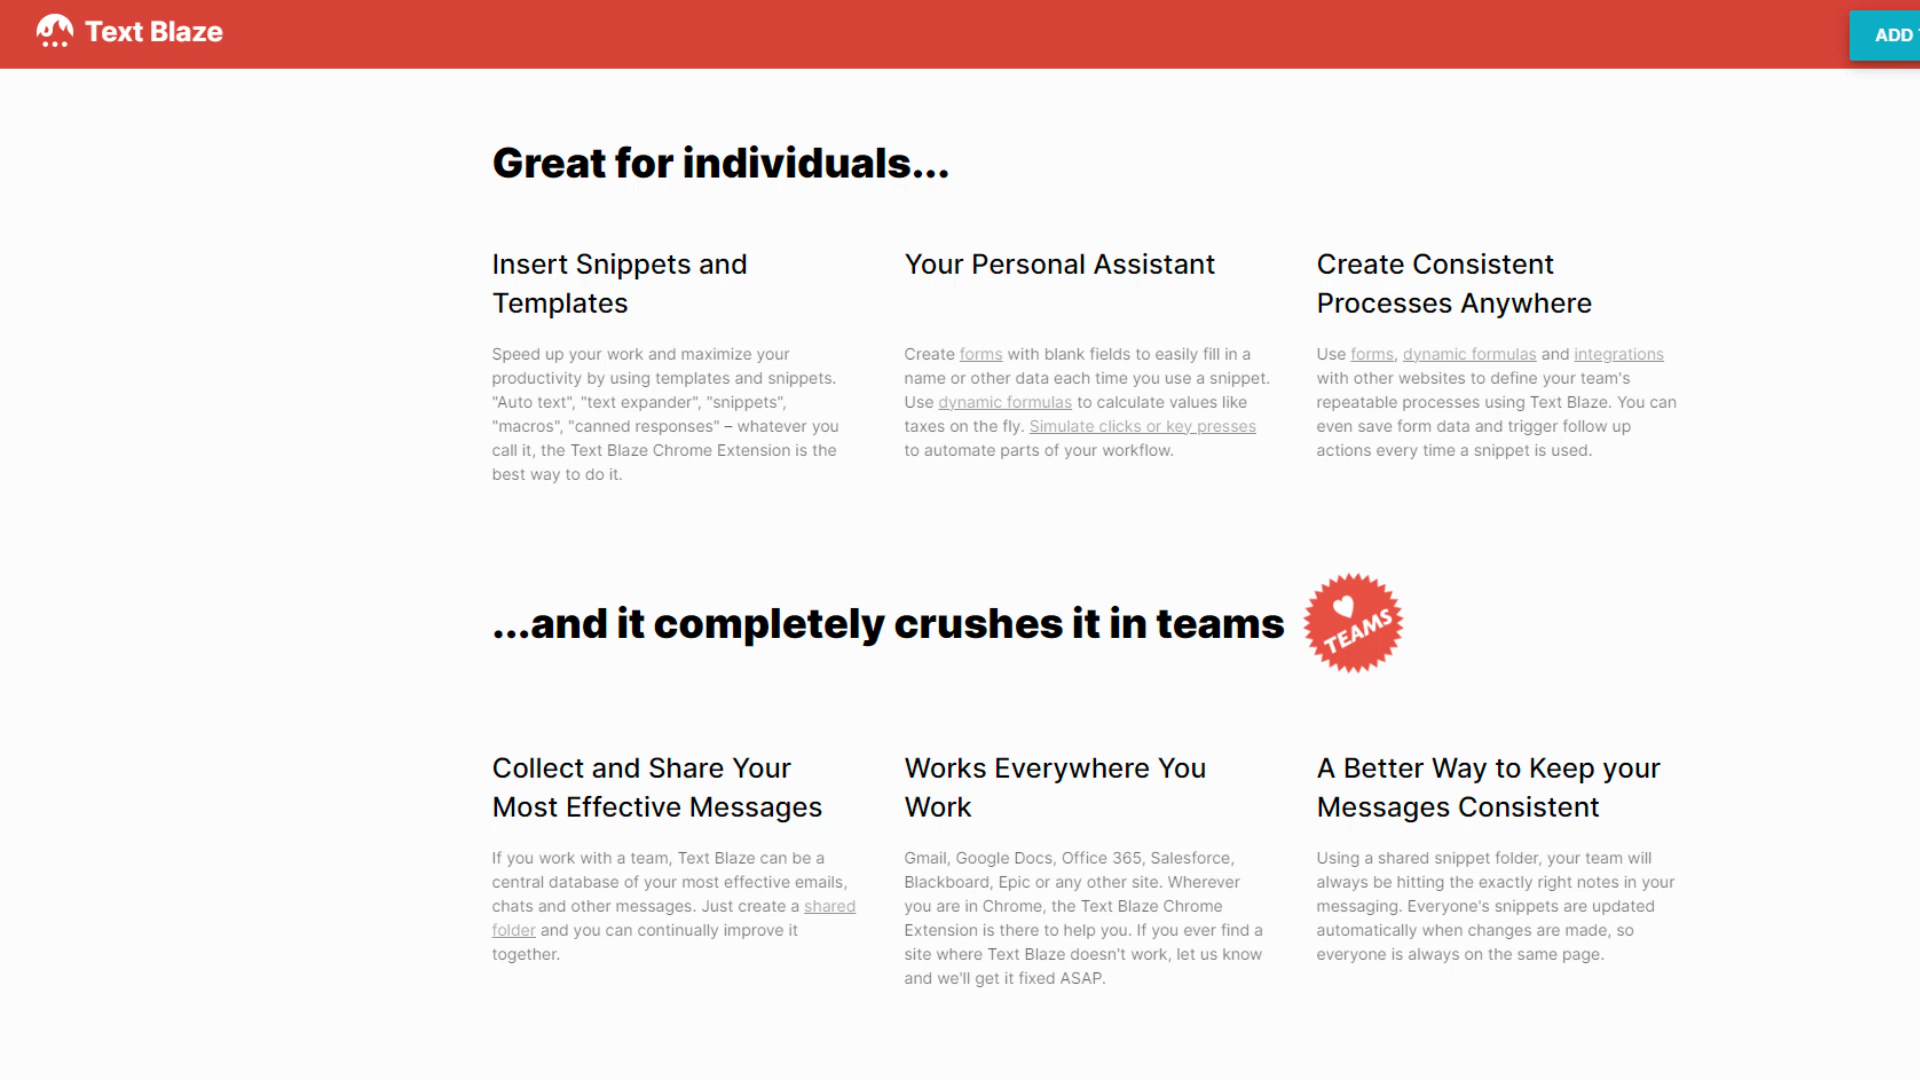 Text Blaze
ADD
Great for individuals...
Insert Snippets and
Templates
Speed up your work and maximize your
productivity by using templates and snippets.
"Auto text", "text expander", "snippets",
"macros", "canned responses" – whatever you
call it, the Text Blaze Chrome Extension is the
best way to do it.
Your Personal Assistant
Create forms with blank fields to easily fill in a
name or other data each time you use a snippet.
Use dynamic formulas to calculate values like
taxes on the fly. Simulate clicks or key presses
to automate parts of your workflow.
Create Consistent
Processes Anywhere
Use forms, dynamic formulas and integrations
with other websites to define your team's
repeatable processes using Text Blaze. You can
even save form data and trigger follow up
actions every time a snippet is used.
...and it completely crushes it in teams
TEAMS
Collect and Share Your
Most Effective Messages
If you work with a team, Text Blaze can be a
central database of your most effective emails,
chats and other messages. Just create a shared
folder and you can continually improve it
together.
Works Everywhere You
Work
Gmail, Google Docs, Office 365, Salesforce,
Blackboard, Epic or any other site. Wherever
you are in Chrome, the Text Blaze Chrome
Extension is there to help you. If you ever find a
site where Text Blaze doesn't work, let us know
and we'll get it fixed ASAP.
A Better Way to Keep your
Messages Consistent
Using a shared snippet folder, your team will
always be hitting the exactly right notes in your
messaging. Everyone's snippets are updated
automatically when changes are made, so
everyone is always on the same page.